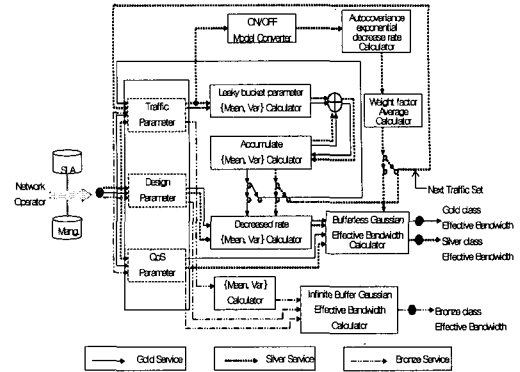 ON/OFF
Model Converter
Autocovariance
exponential
decrease rate
Calculator
Traffic
Parameter
Leaky bucket parameter
{Mean, Var} Calculator
Weight factor
Average
Calculator
Accumulate
{Mean, Var} Calculator
SLA
Network
Operator
Mang.
Design
Parameter
Next Traffic Set
Decreased rate
{Mean, Var} Calculator
Bufferless Gaussian
Effective Bandwidth
Calculator
Gold class
Effective Bandwidth
Silver class
Effective Bandwidth
QoS
Parameter
{Mean, Var}
Calculator
Infinite Buffer Gaussian
Effective Bandwidth
Calculator
Bronze class
Effective Bandwidth
Gold Service
Silver Service
Bronze Service